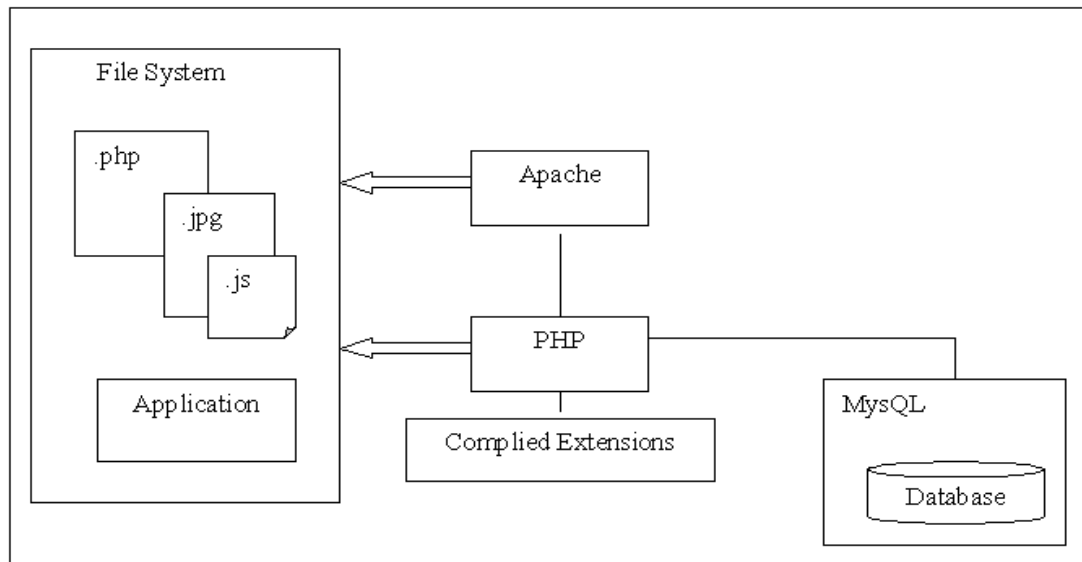 File System
.php
.jpg
.js
Application
Apache
PHP
Complied Extensions
MysQL
Database